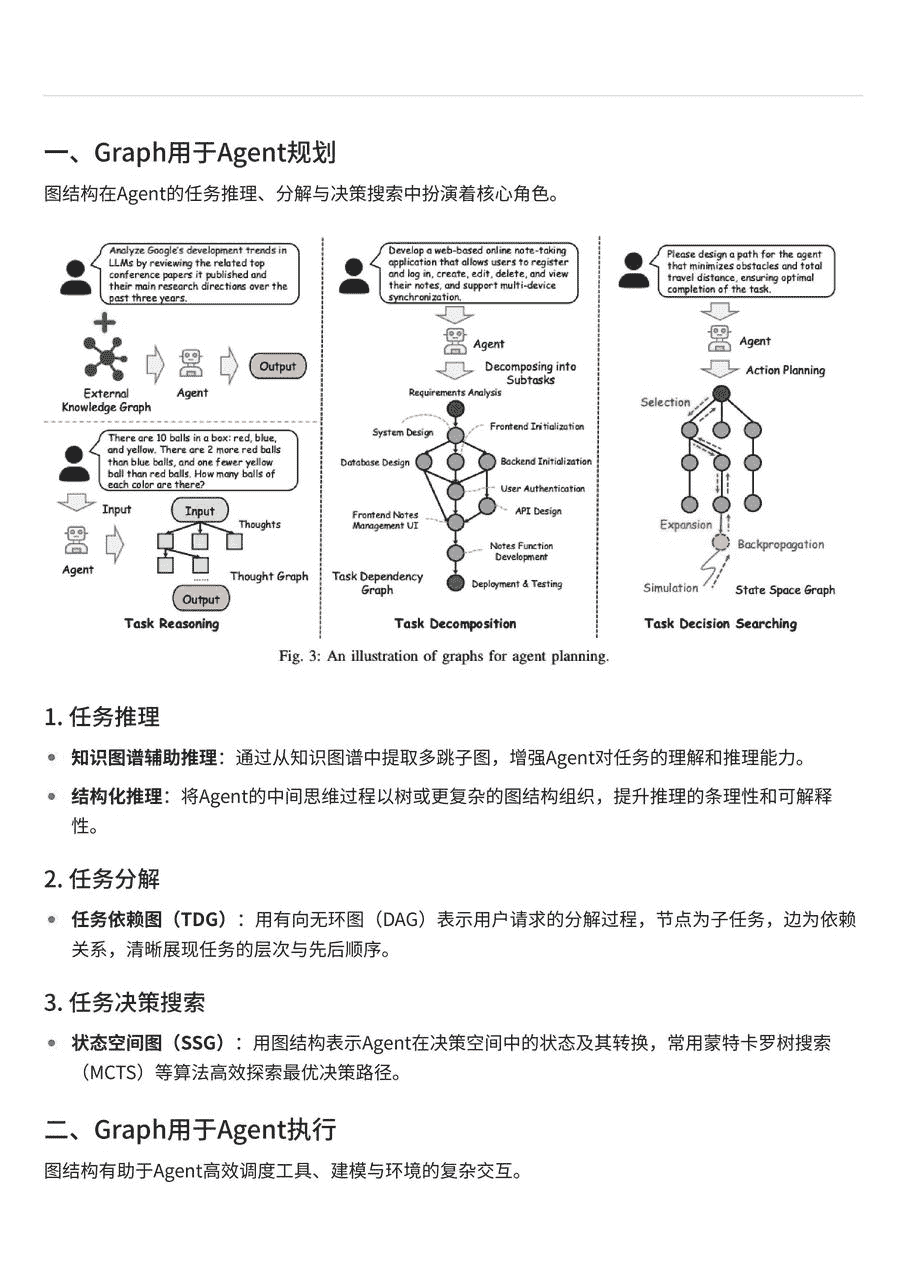 一、Graph用于Agent规划
图结构在Agent的任务推理、分解与决策搜索中扮演着核心角色。
Analyze Google's development trends in
LLMs by reviewing the related top
conference papers it published and
their main research directions over the
past three years.
External
Knowledge Graph
Agent
Output
There are 10 balls in a box: red, blue,
and yellow. There are 2 more red balls
than blue balls, and one fewer yellow
ball than red balls. How many balls of
each color are there?
Input
Agent
Input
Thoughts
......
Thought Graph
Output
Task Reasoning
Develop a web-based online note-taking
application that allows users to register
and log in, create, edit, delete, and view
their notes, and support multi-device
synchronization.
Agent
Decomposing into
Subtasks
Requirements Analysis
System Design
Frontend Initialization
Database Design
Backend Initialization
User Authentication
Frontend Notes
Management UI
API Design
Notes Function
Development
Task Dependency
Graph
Deployment & Testing
Task Decomposition
Please design a path for the agent
that minimizes obstacles and total
travel distance, ensuring optimal
completion of the task.
Agent
Action Planning
Selection
Expansion
Backpropagation
Simulation
State Space Graph
Task Decision Searching
Fig. 3: An illustration of graphs for agent planning.
1. 任务推理
• 知识图谱辅助推理：通过从知识图谱中提取多跳子图，增强Agent对任务的理解和推理能力。
• 结构化推理：将Agent的中间思维过程以树或更复杂的图结构组织，提升推理的条理性和可解释
性。
2. 任务分解
• 任务依赖图（TDG）：用有向无环图（DAG）表示用户请求的分解过程，节点为子任务，边为依赖
关系，清晰展现任务的层次与先后顺序。
3. 任务决策搜索
• 状态空间图（SSG）：用图结构表示Agent在决策空间中的状态及其转换，常用蒙特卡罗树搜索
（MCTS）等算法高效探索最优决策路径。
二、Graph用于Agent执行
图结构有助于Agent高效调度工具、建模与环境的复杂交互。